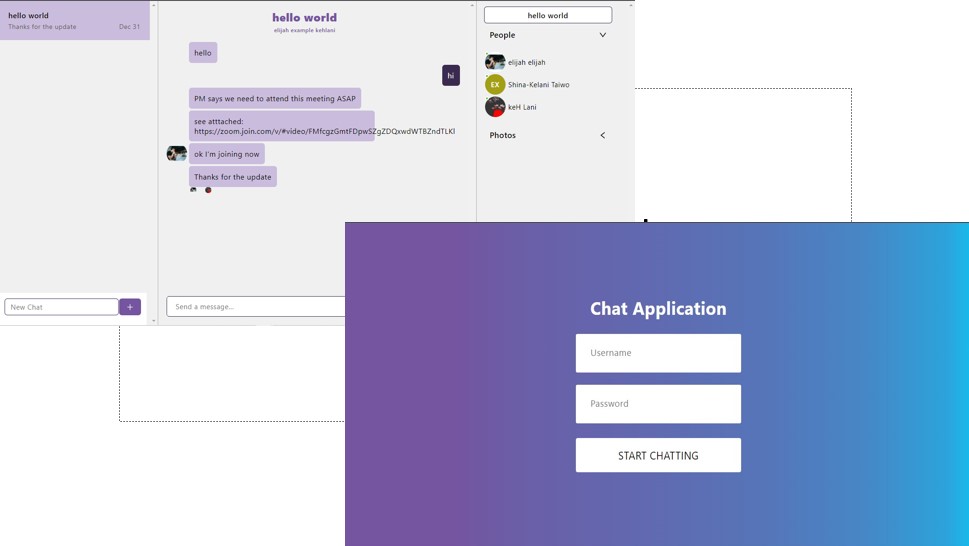 hello world
Thanks for the update Dec 31
New Chat
+
hello world
elijah example kehlani
hello
hi
PM says we need to attend this meeting ASAP
see atttached:
https://zoom.join.com/v/#video/FMfcgzGmtFDpwSZgZDQxwdWTBZndTLKl
ok I'm joining now
Thanks for the update
Send a message...
hello world
People
elijah elijah
EX Shina-Kelani Taiwo
keH Lani
Photos
Chat Application
Username
Password
START CHATTING